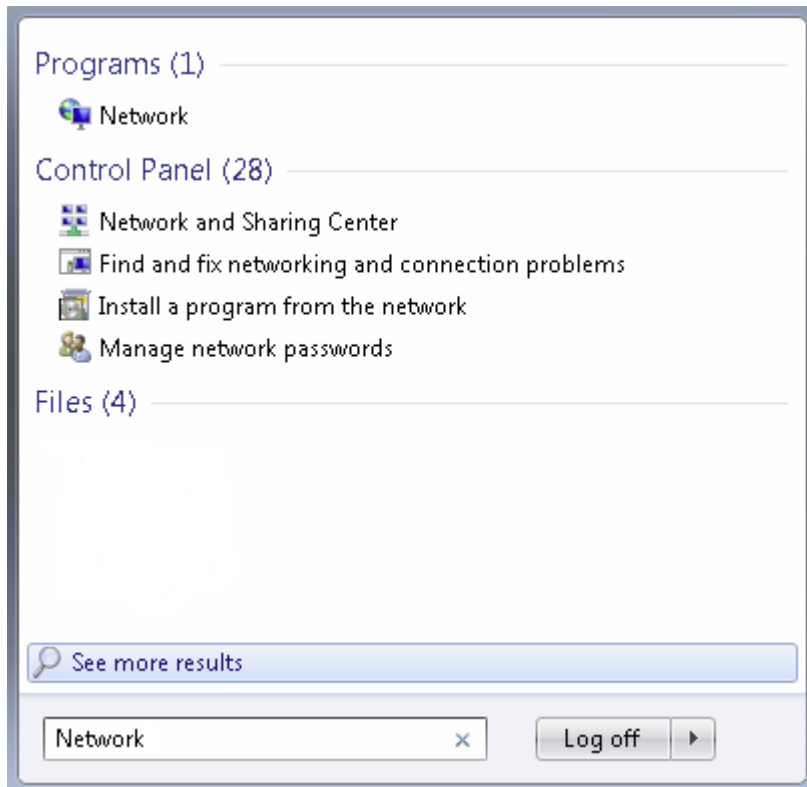 Programs (1)
Network
Control Panel (28)
Network and Sharing Center
Find and fix networking and connection problems
Install a program from the network
Manage network passwords
Files (4)
See more results
Network
Log off